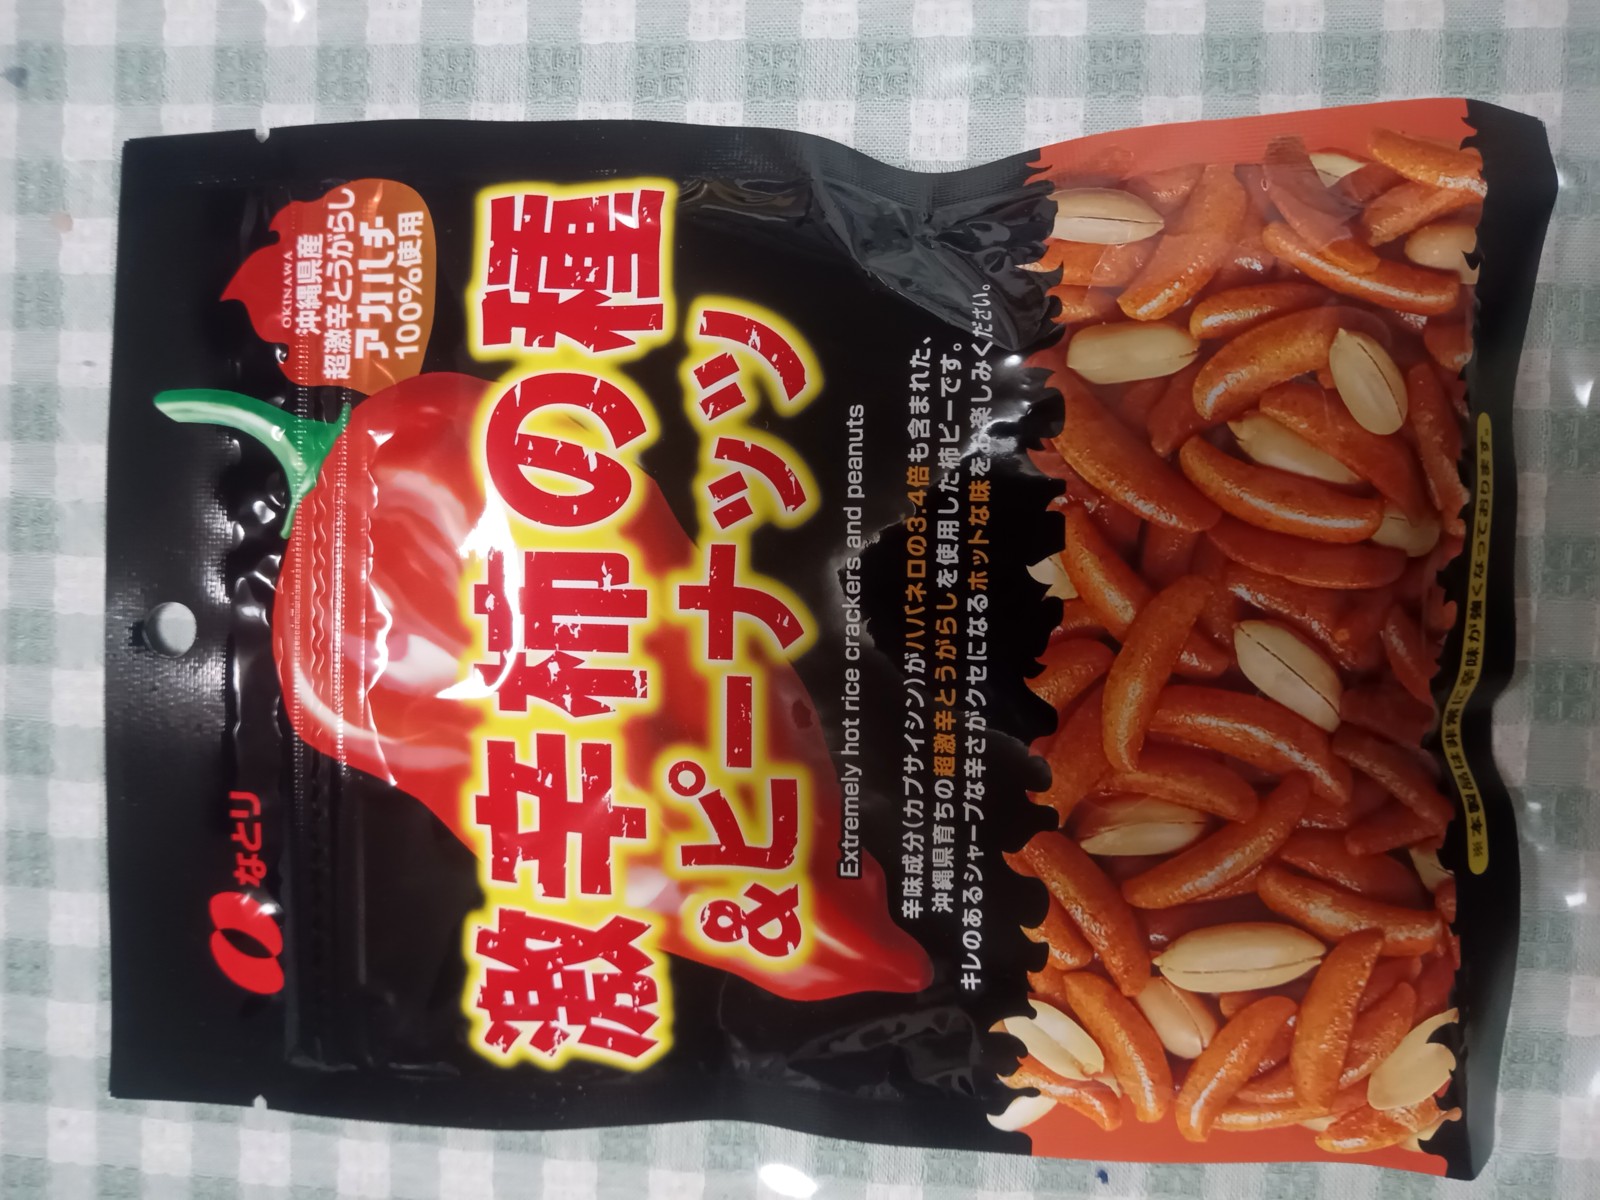 なとり
OKINAWA
沖縄県産
超激辛とうがらし
アカハチ
100%使用
激辛柿の種
&ピーナッツ
Extremely hot rice crackers and peanuts
辛味成分(カプサイシン)がハバネロの3.4倍も含まれた、
沖縄県育ちの超激辛とうがらしを使用した柿ピーです。
キレのあるシャープな辛さがクセになるホットな味をお楽しみください。
※本製品は非常に辛味が強くなっております。